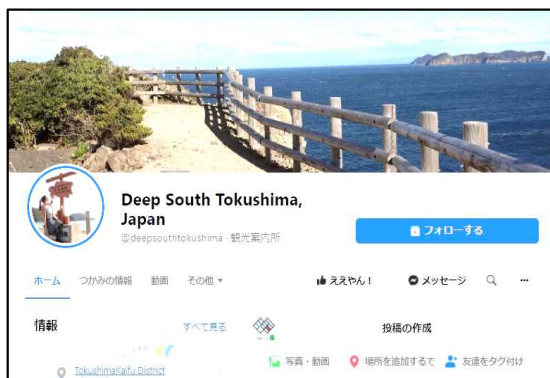 Deep South Tokushima,
Japan
@deepsouthtokushima · 観光案内所
フォローする
ホーム つかみの情報 動画 その他
ええやん！ メッセージ
情報 すべて見る
投稿の作成
TokushimaKaifu District
写真・動画 場所を追加するで 友達をタグ付け